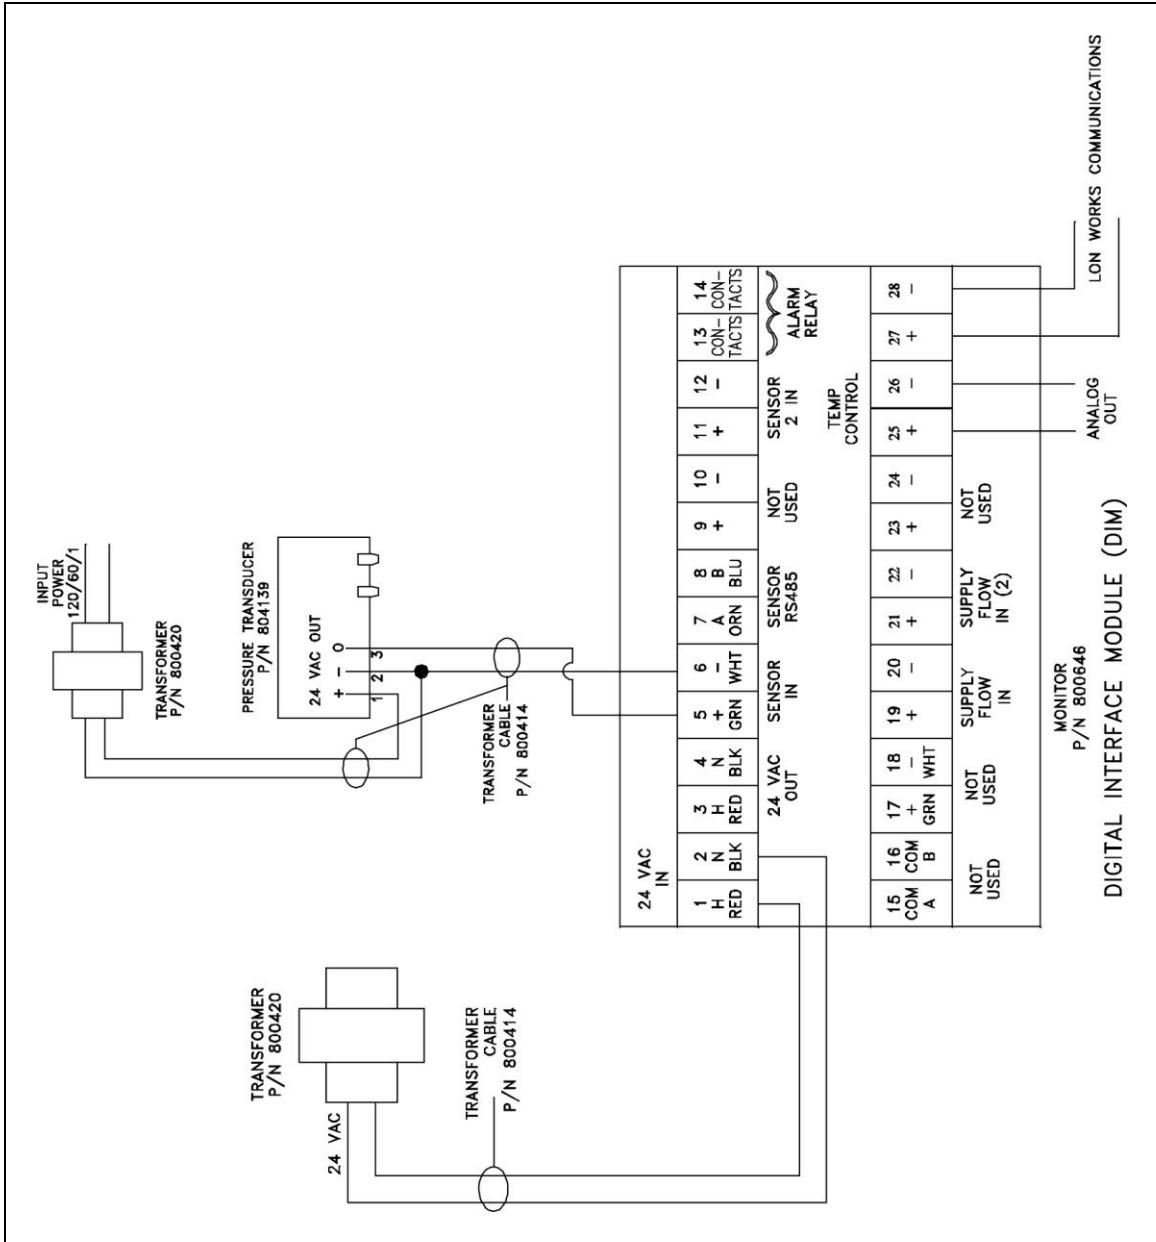 INPUT
POWER
120/60/1
TRANSFORMER
P/N 800420
PRESSURE TRANSDUCER
P/N 804139
24 VAC OUT
+ - O
1 2 3
TRANSFORMER
CABLE
P/N 800414
TRANSFORMER
P/N 800420
24 VAC
TRANSFORMER
CABLE
P/N 800414
24 VAC
IN
1
H
RED
2
N
BLK
3
H
RED
4
N
BLK
5
+
GRN
6
-
WHT
7
A
ORN
8
B
BLU
9
+
10
-
11
+
12
-
13
CON-
TACTS
14
CON-
TACTS
24 VAC
OUT
SENSOR
IN
SENSOR
RS485
NOT
USED
SENSOR
2 IN
ALARM
RELAY
TEMP
CONTROL
15
COM
A
16
COM
B
17
+
GRN
18
-
WHT
19
+
20
-
21
+
22
-
23
+
24
-
25
+
26
-
27
+
28
-
NOT
USED
NOT
USED
SUPPLY
FLOW
IN
SUPPLY
FLOW
IN (2)
NOT
USED
ANALOG
OUT
LON WORKS COMMUNICATIONS
MONITOR
P/N 800646
DIGITAL INTERFACE MODULE (DIM)